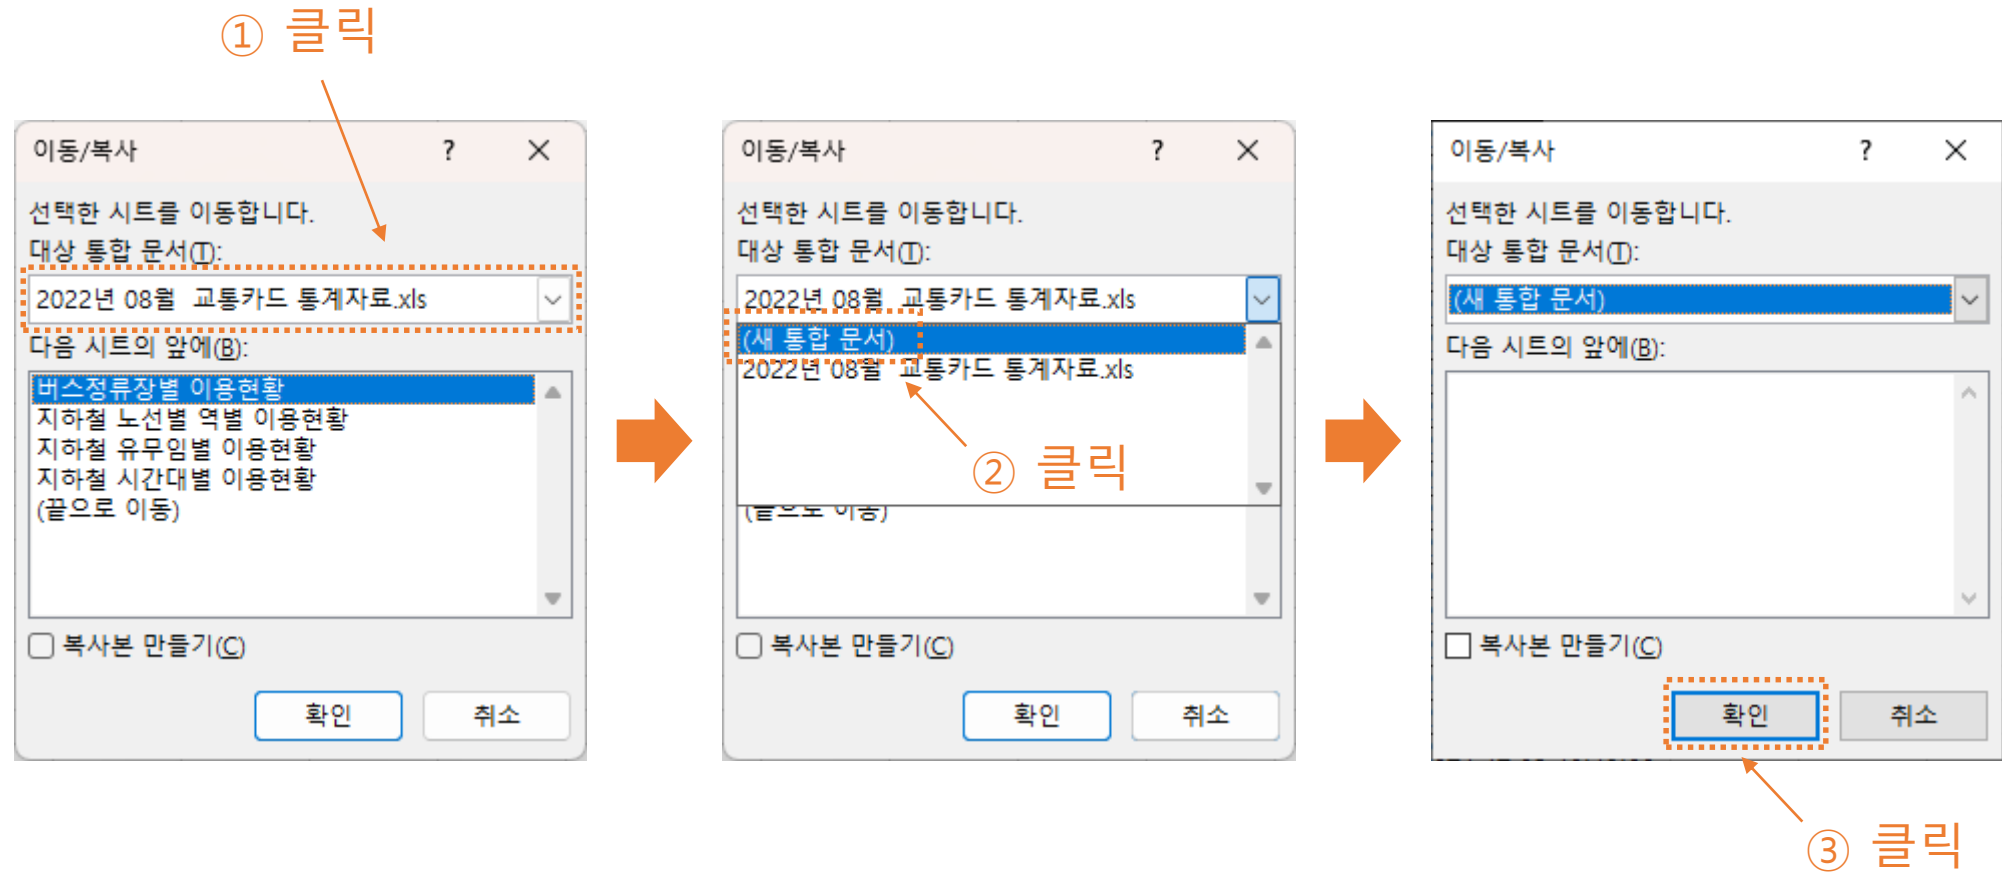 ① 클릭
이동/복사 ?
선택한 시트를 이동합니다.
대상 통합 문서(T):
2022년 08월  교통카드 통계자료.xls
다음 시트의 앞에(B):
버스정류장별 이용현황
지하철 노선별 역별 이용현황
지하철 유무임별 이용현황
지하철 시간대별 이용현황
(끝으로 이동)
복사본 만들기(C)
확인 취소
이동/복사 ?
선택한 시트를 이동합니다.
대상 통합 문서(T):
2022년 08월  교통카드 통계자료.xls
(새 통합 문서)
2022년 08월  교통카드 통계자료.xls
② 클릭
(끝으로 이동)
복사본 만들기(C)
확인 취소
이동/복사 ?
선택한 시트를 이동합니다.
대상 통합 문서(T):
(새 통합 문서)
다음 시트의 앞에(B):
복사본 만들기(C)
확인 취소
③ 클릭